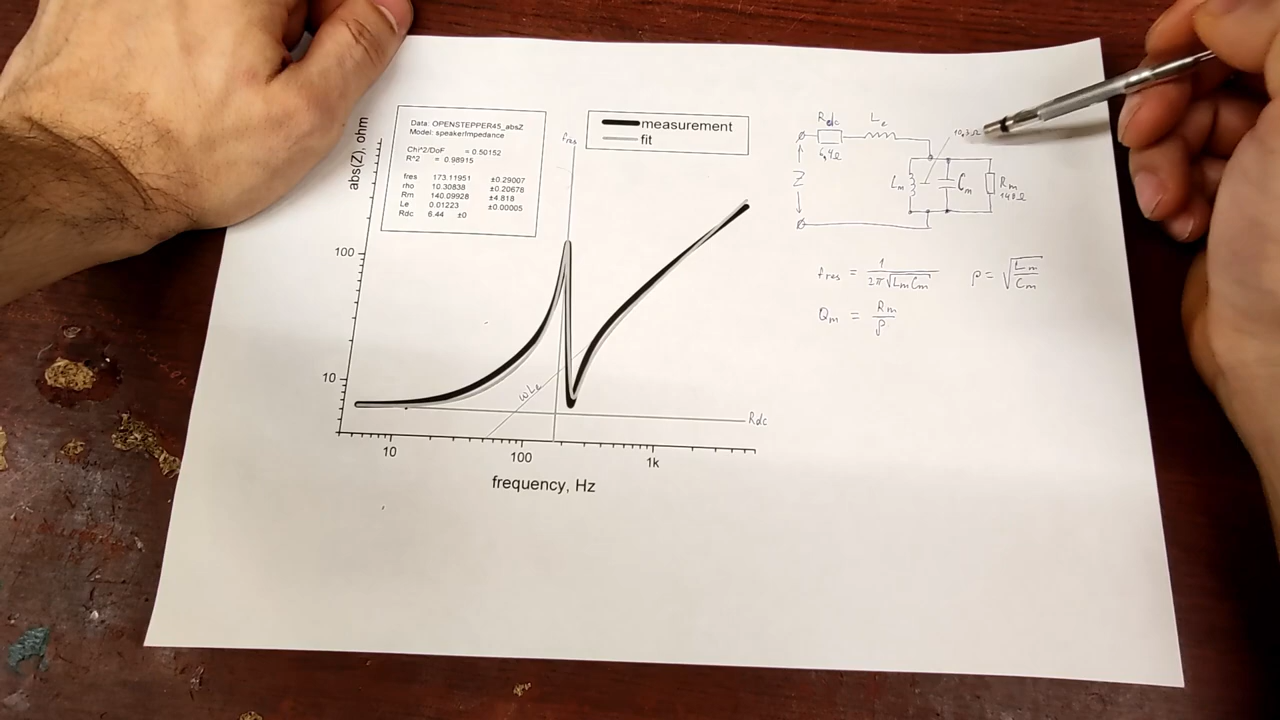 Data: OPENSTEPPER45_absZ
Model: speakerImpedance
Chi^2/DoF = 0.50152
R^2 = 0.98915
fres 173.11951 ±0.29007
rho 10.30838 ±0.20678
Rm 140.09928 ±4.818
Le 0.01223 ±0.00005
Rdc 6.44 ±0
fres
measurement
fit
abs(Z), ohm
100
10
ωLe
Rdc
10
100
1k
frequency, Hz
Rdc
Le
Z
Lm
Cm
Rm
140Ω
fres = 1 / 2π√LmCm
ρ = √Lm / Cm
Qm = Rm / ρ